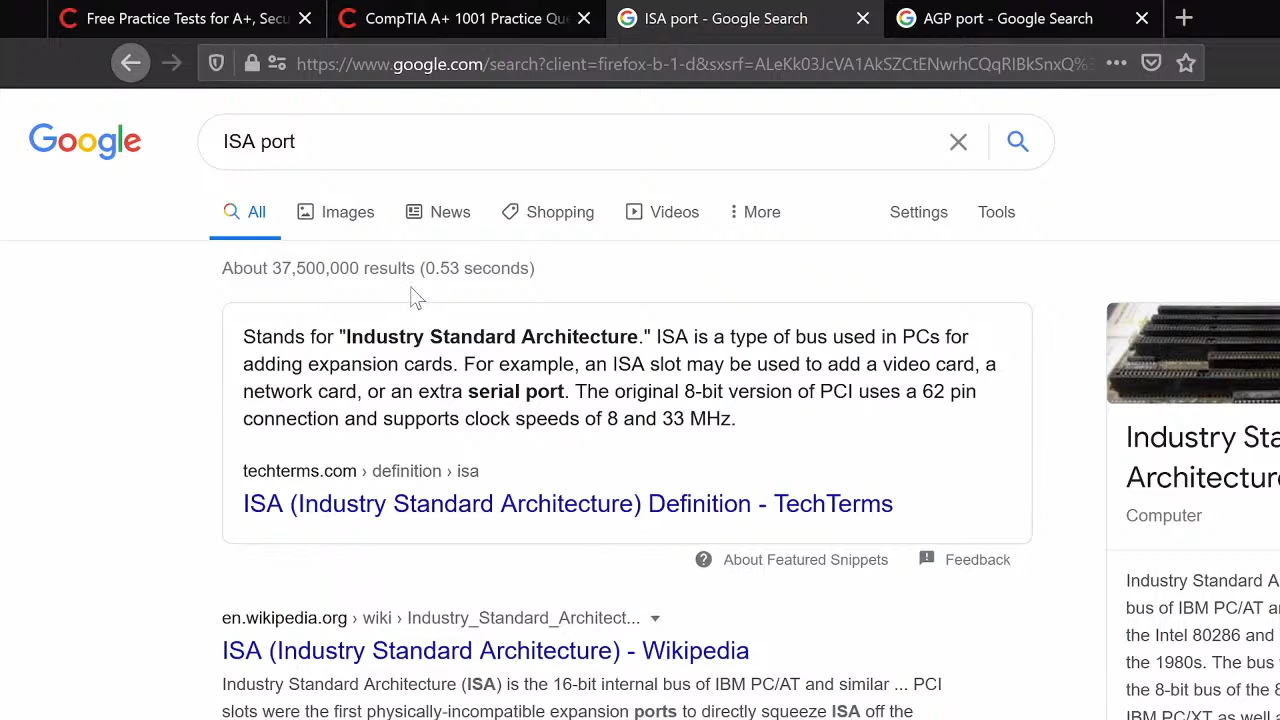 Free Practice Tests for A+, Secu
CompTIA A+ 1001 Practice Que
ISA port - Google Search
AGP port - Google Search
https://www.google.com/search?client=firefox-b-1-d&sxsrf=ALeKk03JcVA1AkSZCtENwrhCQqRIBkSnxQ%3
Google
ISA port
All
Images
News
Shopping
Videos
More
Settings
Tools
About 37,500,000 results (0.53 seconds)
Stands for "Industry Standard Architecture." ISA is a type of bus used in PCs for
adding expansion cards. For example, an ISA slot may be used to add a video card, a
network card, or an extra serial port. The original 8-bit version of PCI uses a 62 pin
connection and supports clock speeds of 8 and 33 MHz.
techterms.com › definition › isa
ISA (Industry Standard Architecture) Definition - TechTerms
About Featured Snippets
Feedback
en.wikipedia.org › wiki › Industry_Standard_Architect...
ISA (Industry Standard Architecture) - Wikipedia
Industry Standard Architecture (ISA) is the 16-bit internal bus of IBM PC/AT and similar ... PCI
slots were the first physically-incompatible expansion ports to directly squeeze ISA off the
Industry Sta
Architecture
Computer
Industry Standard A
bus of IBM PC/AT a
the Intel 80286 and
the 1980s. The bus
the 8-bit bus of the 8
IBM PC/XT as well a